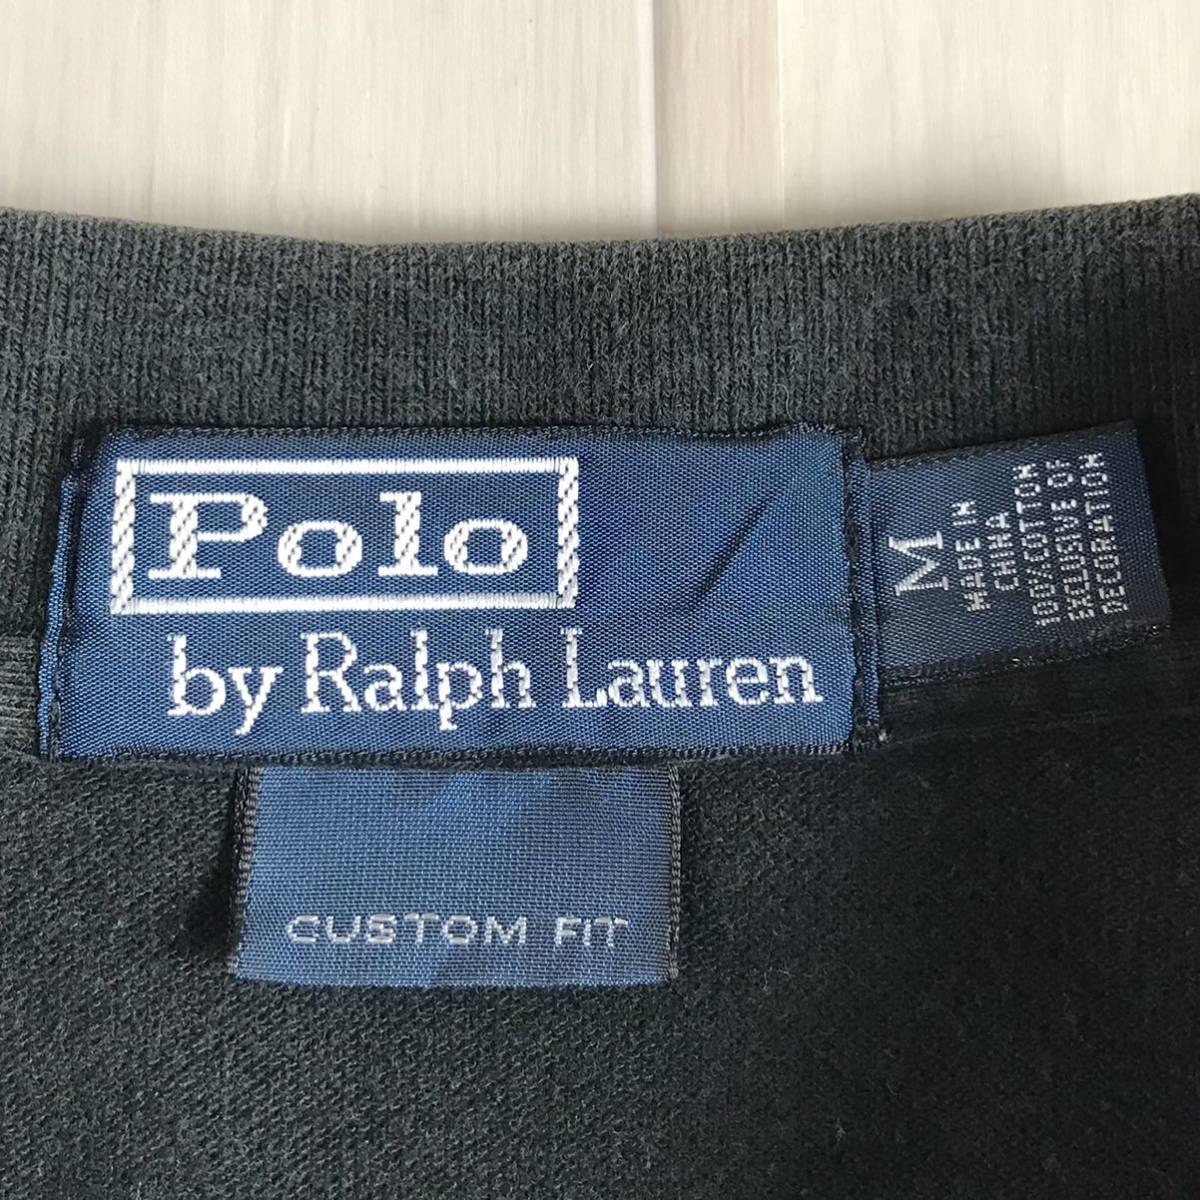 Polo
by Ralph Lauren
M
MADE IN
CHINA
100%COTTON
EXCLUSIVE OF
DECORATION
CUSTOM FIT